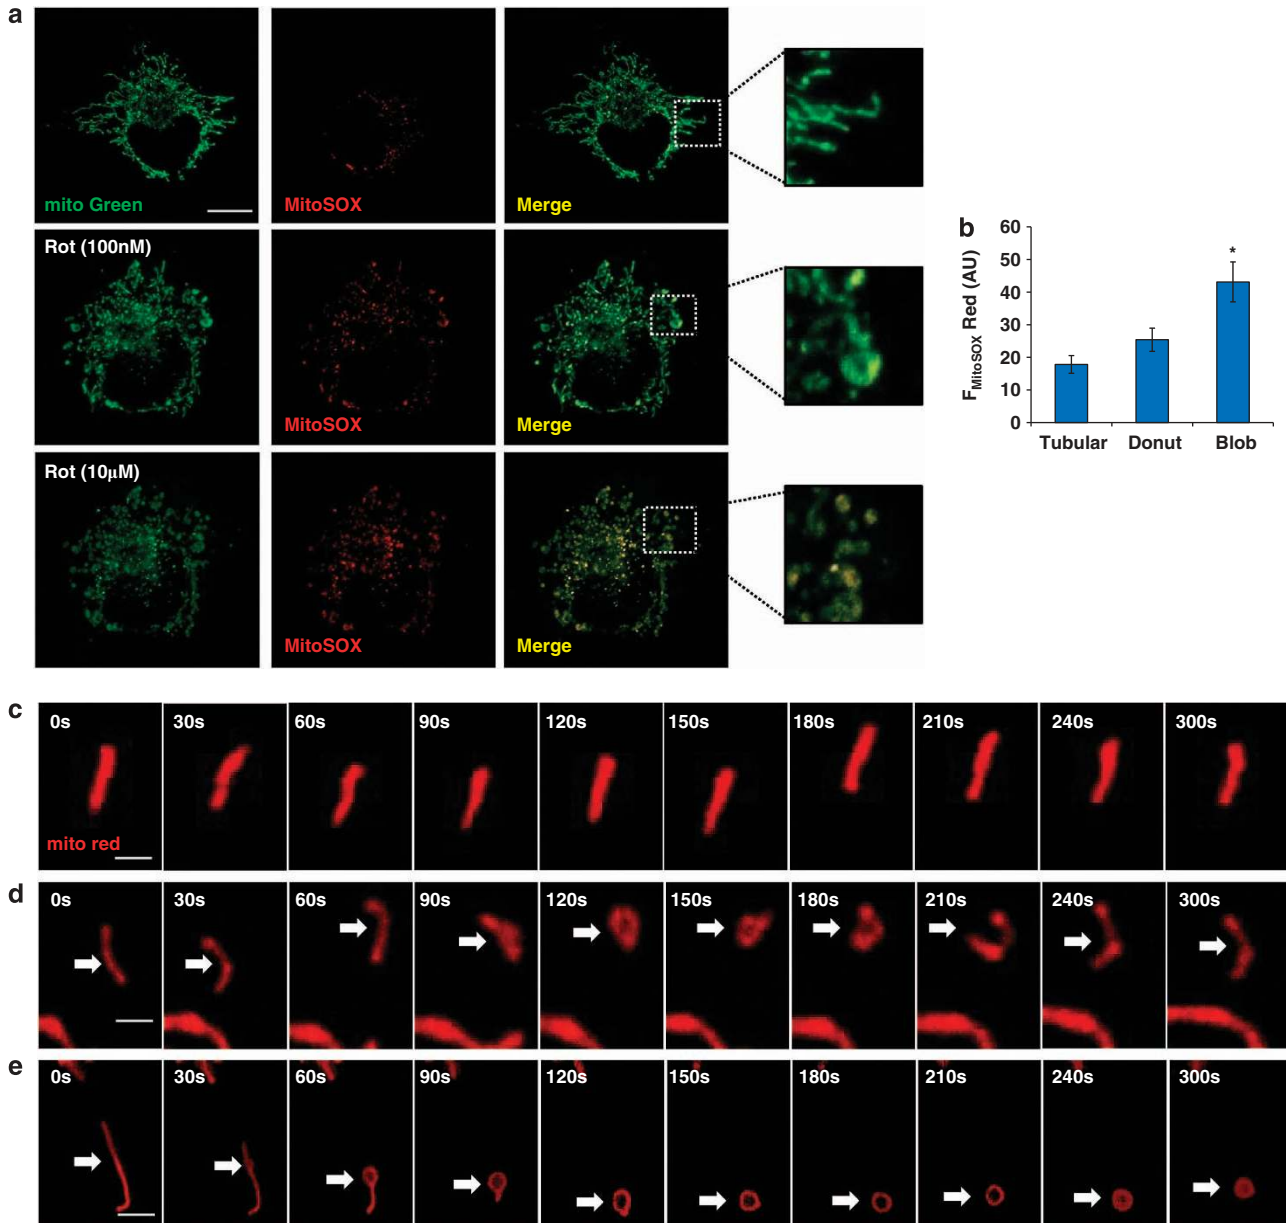 a
mito Green
MitoSOX
Merge
Rot (100nM)
MitoSOX
Merge
Rot (10μM)
MitoSOX
Merge
b
F MitoSOX Red (AU)
60
50
40
30
20
10
0
*
Tubular Donut Blob
c
0s 30s 60s 90s 120s 150s 180s 210s 240s 300s
mito red
d
0s 30s 60s 90s 120s 150s 180s 210s 240s 300s
e
0s 30s 60s 90s 120s 150s 180s 210s 240s 300s